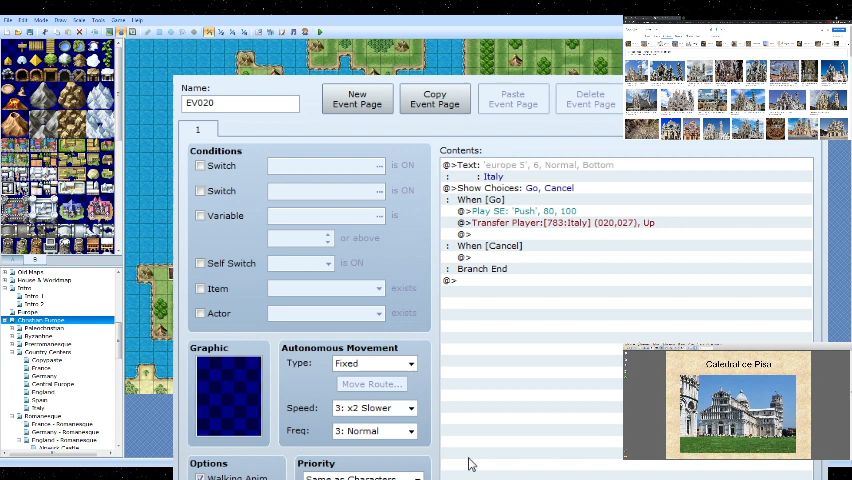 File Edit Mode Draw Scale Tools Game Help
Name:
EV020
New
Event Page
Copy
Event Page
Paste
Event Page
Delete
Event Page
1
Conditions
Switch ... is ON
Switch ... is ON
Variable ... is
or above
Self Switch is ON
Item exists
Actor exists
Graphic
Autonomous Movement
Type: Fixed
Move Route...
Speed: 3: x2 Slower
Freq: 3: Normal
Options
Walking Anim
Priority
Same as Characters
Contents:
@>Text: 'europe 5', 6, Normal, Bottom
: : Italy
@>Show Choices: Go, Cancel
: When [Go]
@>Play SE: 'Push', 80, 100
@>Transfer Player:[783:Italy] (020,027), Up
@>
: When [Cancel]
@>
: Branch End
@>
A B
Old Maps
House & Worldmap
Intro
Intro 1
Intro 2
Europe
Christian Europe
Paleochristian
Byzantine
Prerromanesque
Country Centers
Copypaste
France
Germany
Central Europe
England
Spain
Italy
Romanesque
France - Romanesque
Germany - Romanesque
England - Romanesque
Alnwick Castle
Catedral de Pisa